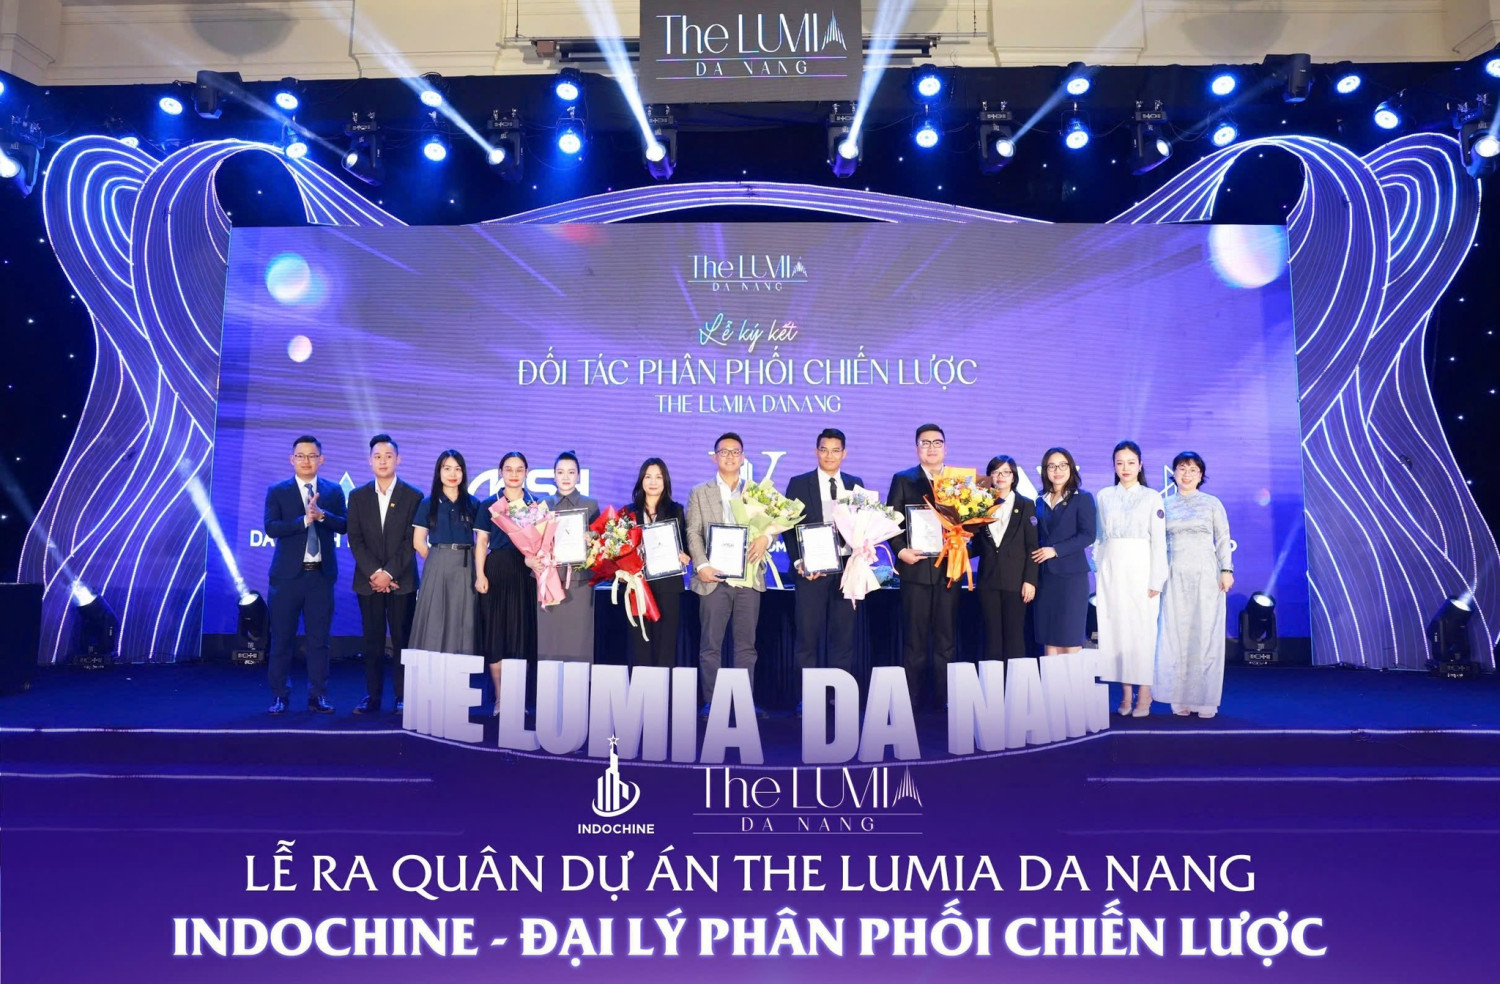 The LUMIA
DA NANG
The LUMIA
DA NANG
Lễ ký kết
ĐỐI TÁC PHÂN PHỐI CHIẾN LƯỢC
THE LUMIA DANANG
THE LUMIA DA NANG
INDOCHINE
The LUMIA
DA NANG
LỄ RA QUÂN DỰ ÁN THE LUMIA DA NANG
INDOCHINE - ĐẠI LÝ PHÂN PHỐI CHIẾN LƯỢC